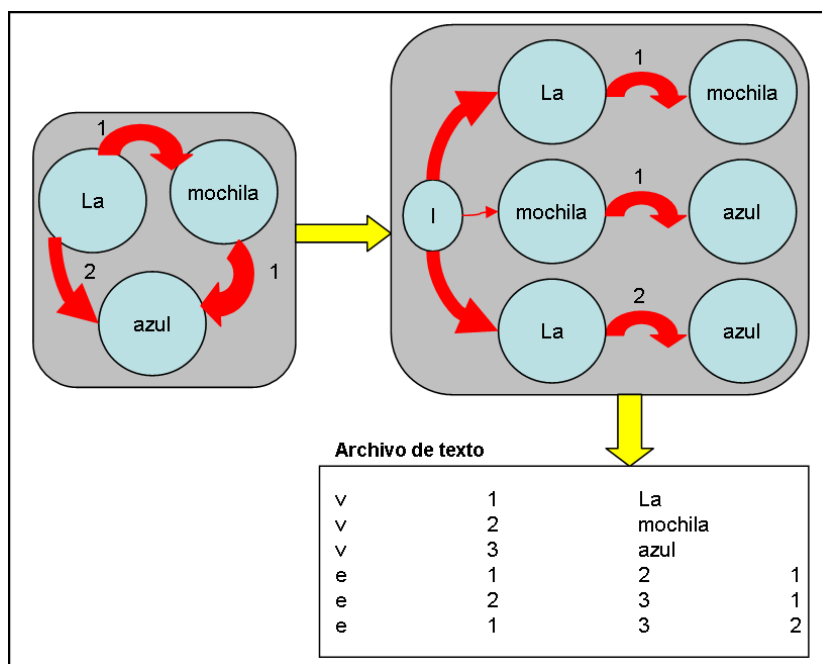 1
La
mochila
2
1
azul
1
La
mochila
1
I
mochila
azul
2
La
azul
Archivo de texto
v 1 La
v 2 mochila
v 3 azul
e 1 2 1
e 2 3 1
e 1 3 2